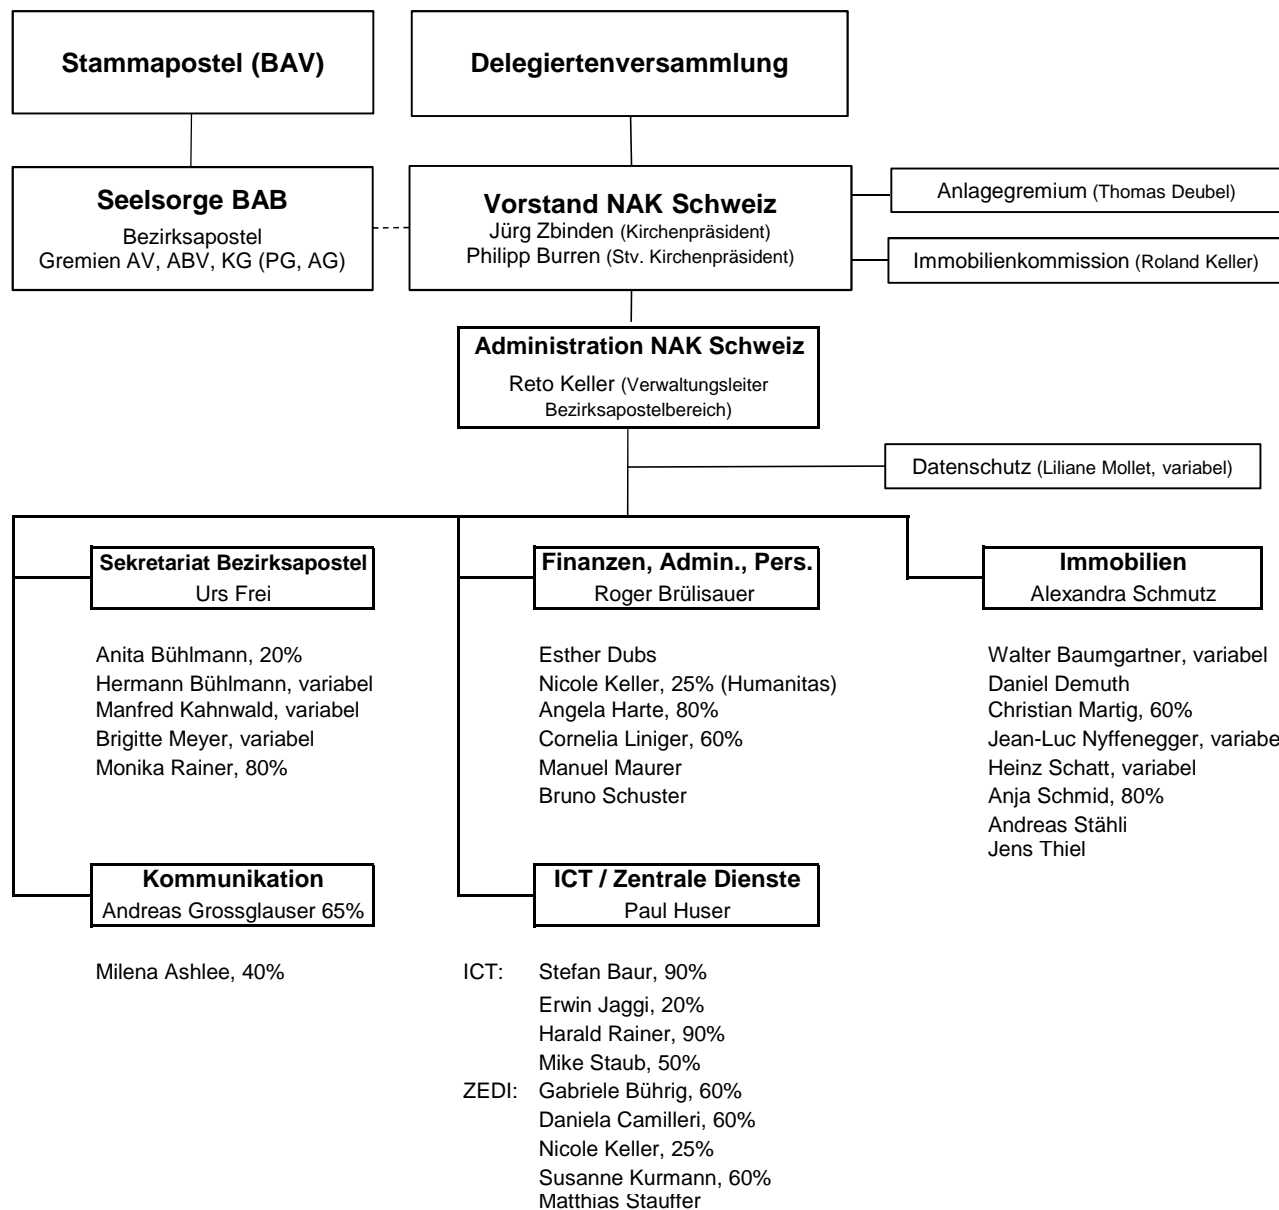 Stammapostel (BAV)
Delegiertenversammlung
Seelsorge BAB
Bezirksapostel
Gremien AV, ABV, KG (PG, AG)
Vorstand NAK Schweiz
Jürg Zbinden (Kirchenpräsident)
Philipp Burren (Stv. Kirchenpräsident)
Anlagegremium (Thomas Deubel)
Immobilienkommission (Roland Keller)
Administration NAK Schweiz
Reto Keller (Verwaltungsleiter
Bezirksapostelbereich)
Datenschutz (Liliane Mollet, variabel)
Sekretariat Bezirksapostel
Urs Frei
Anita Bühlmann, 20%
Hermann Bühlmann, variabel
Manfred Kahnwald, variabel
Brigitte Meyer, variabel
Monika Rainer, 80%
Kommunikation
Andreas Grossglauser 65%
Milena Ashlee, 40%
Finanzen, Admin., Pers.
Roger Brülisauer
Esther Dubs
Nicole Keller, 25% (Humanitas)
Angela Harte, 80%
Cornelia Liniger, 60%
Manuel Maurer
Bruno Schuster
ICT / Zentrale Dienste
Paul Huser
ICT: Stefan Baur, 90%
Erwin Jaggi, 20%
Harald Rainer, 90%
Mike Staub, 50%
ZEDI: Gabriele Bührig, 60%
Daniela Camilleri, 60%
Nicole Keller, 25%
Susanne Kurmann, 60%
Matthias Stauffer
Immobilien
Alexandra Schmutz
Walter Baumgartner, variabel
Daniel Demuth
Christian Martig, 60%
Jean-Luc Nyffenegger, variabe
Heinz Schatt, variabel
Anja Schmid, 80%
Andreas Stähli
Jens Thiel